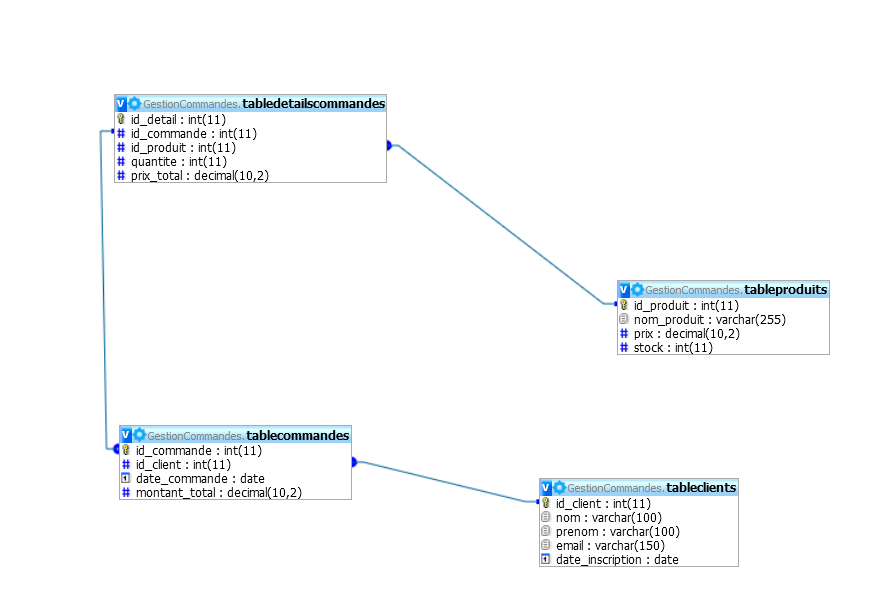 GestionCommandes.tabledetailscommandes
id_detail : int(11)
id_commande : int(11)
id_produit : int(11)
quantite : int(11)
prix_total : decimal(10,2)
GestionCommandes.tableproduits
id_produit : int(11)
nom_produit : varchar(255)
prix : decimal(10,2)
stock : int(11)
GestionCommandes.tablecommandes
id_commande : int(11)
id_client : int(11)
date_commande : date
montant_total : decimal(10,2)
GestionCommandes.tableclients
id_client : int(11)
nom : varchar(100)
prenom : varchar(100)
email : varchar(150)
date_inscription : date